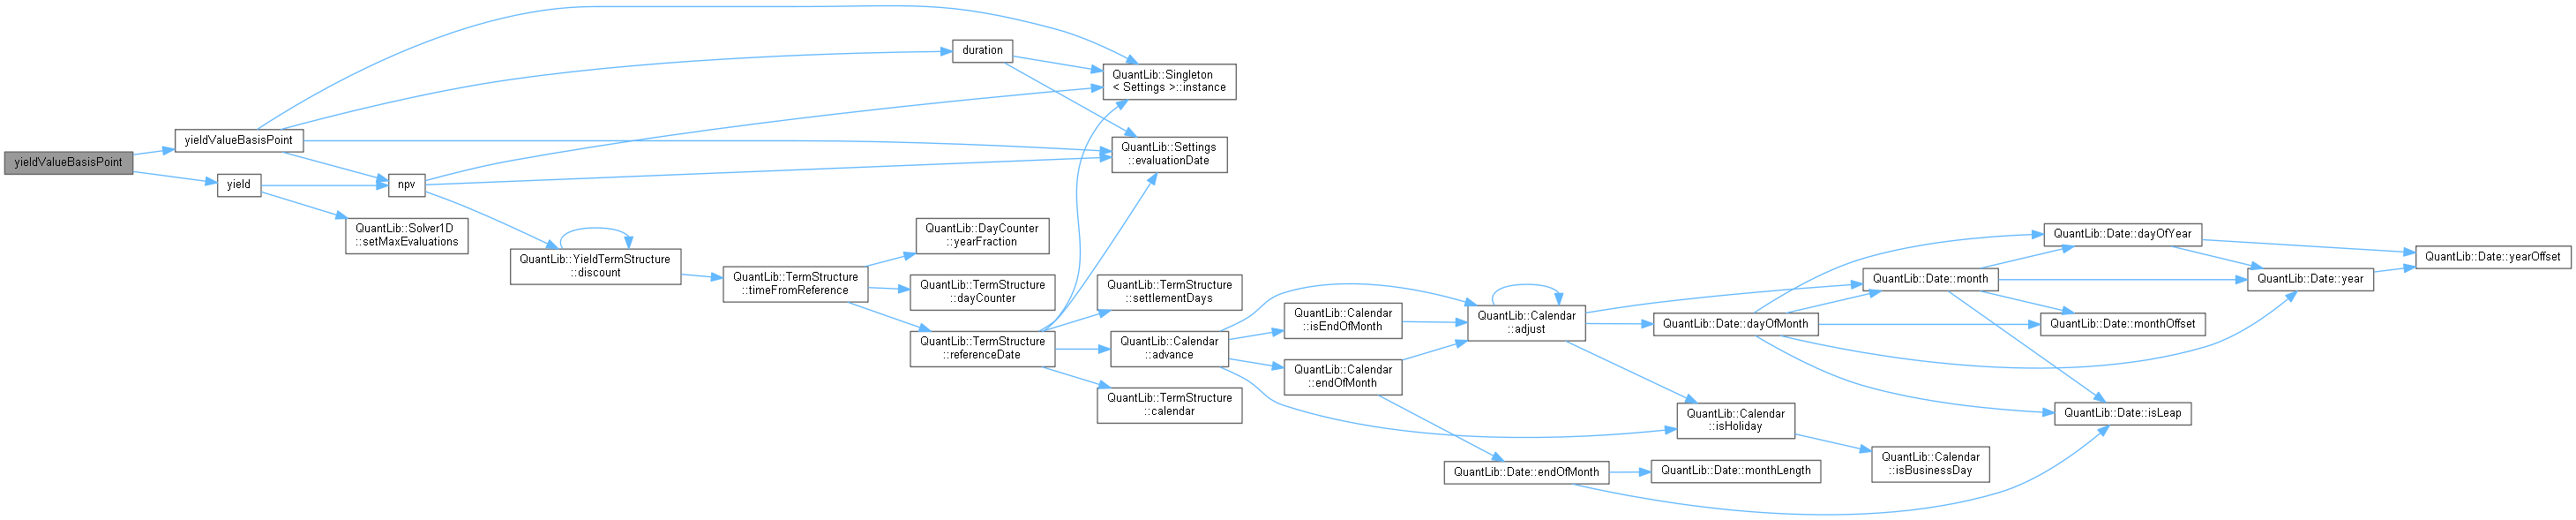 yieldValueBasisPoint
yieldValueBasisPoint
yield
npv
QuantLib::Solver1D
::setMaxEvaluations
QuantLib::YieldTermStructure
::discount
QuantLib::TermStructure
::timeFromReference
duration
QuantLib::DayCounter
::yearFraction
QuantLib::TermStructure
::dayCounter
QuantLib::TermStructure
::referenceDate
QuantLib::Singleton
< Settings >::instance
QuantLib::Settings
::evaluationDate
QuantLib::TermStructure
::settlementDays
QuantLib::Calendar
::advance
QuantLib::TermStructure
::calendar
QuantLib::Calendar
::isEndOfMonth
QuantLib::Calendar
::endOfMonth
QuantLib::Calendar
::adjust
QuantLib::Date::endOfMonth
QuantLib::Date::dayOfMonth
QuantLib::Calendar
::isHoliday
QuantLib::Date::monthLength
QuantLib::Date::month
QuantLib::Calendar
::isBusinessDay
QuantLib::Date::dayOfYear
QuantLib::Date::monthOffset
QuantLib::Date::isLeap
QuantLib::Date::year
QuantLib::Date::yearOffset